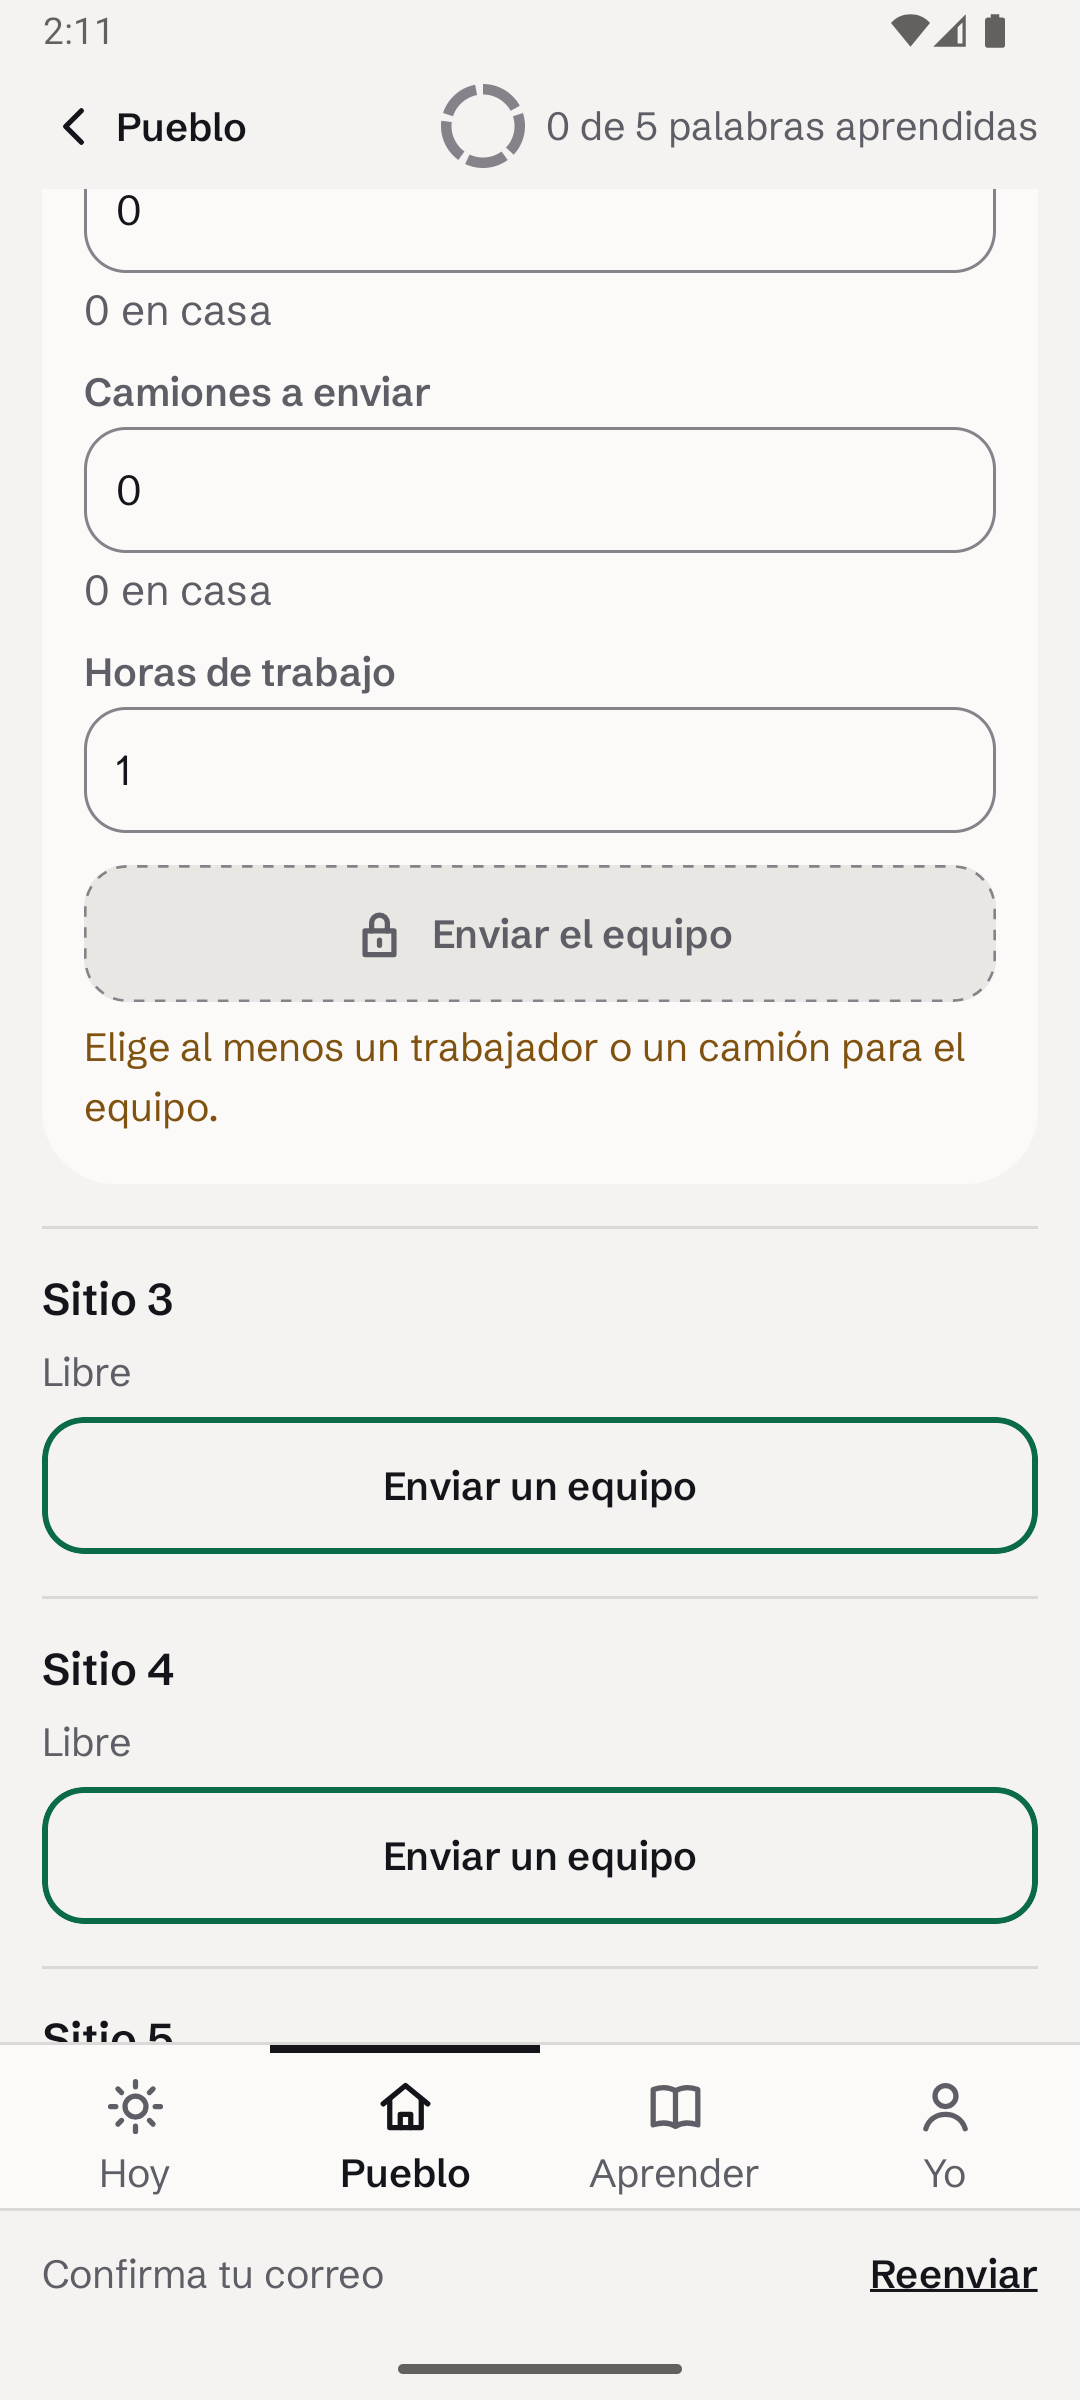 2:11
Pueblo
0 de 5 palabras aprendidas
0
0 en casa
Camiones a enviar
0
0 en casa
Horas de trabajo
1
Enviar el equipo
Elige al menos un trabajador o un camión para el
equipo.
Sitio 3
Libre
Enviar un equipo
Sitio 4
Libre
Enviar un equipo
Sitio 5
Hoy
Pueblo
Aprender
Yo
Confirma tu correo
Reenviar